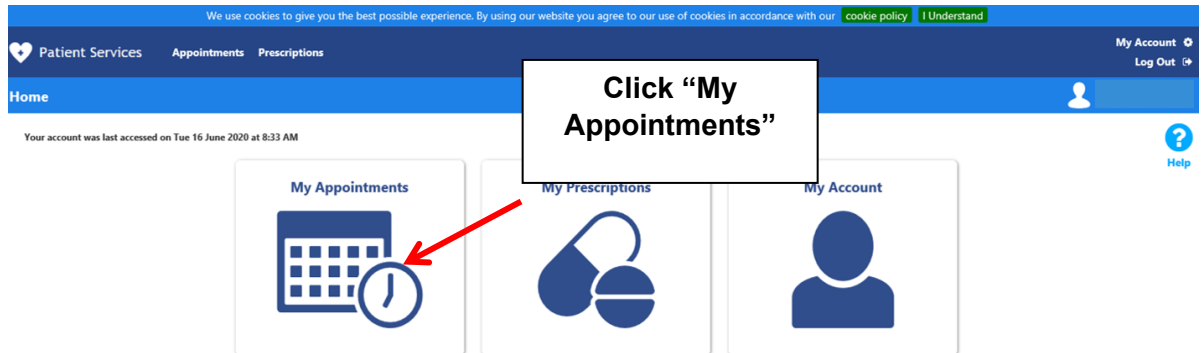 We use cookies to give you the best possible experience. By using our website you agree to our use of cookies in accordance with our cookie policy I Understand
Patient Services Appointments Prescriptions
My Account
Log Out
Home
Click “My
Appointments”
Your account was last accessed on Tue 16 June 2020 at 8:33 AM
Help
My Appointments
My Prescriptions
My Account